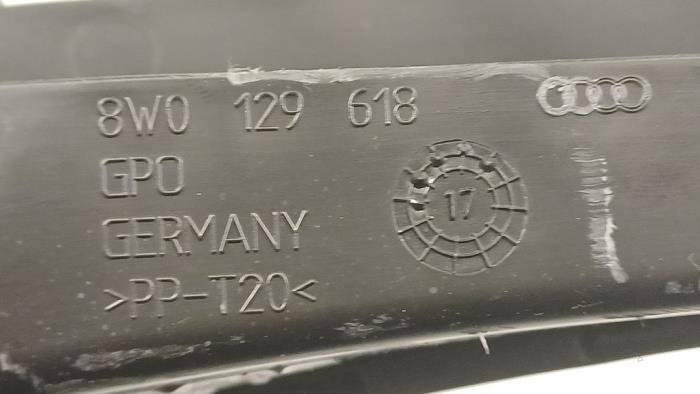 8W0 129 618
GPO
GERMANY
>PP-T20<
17